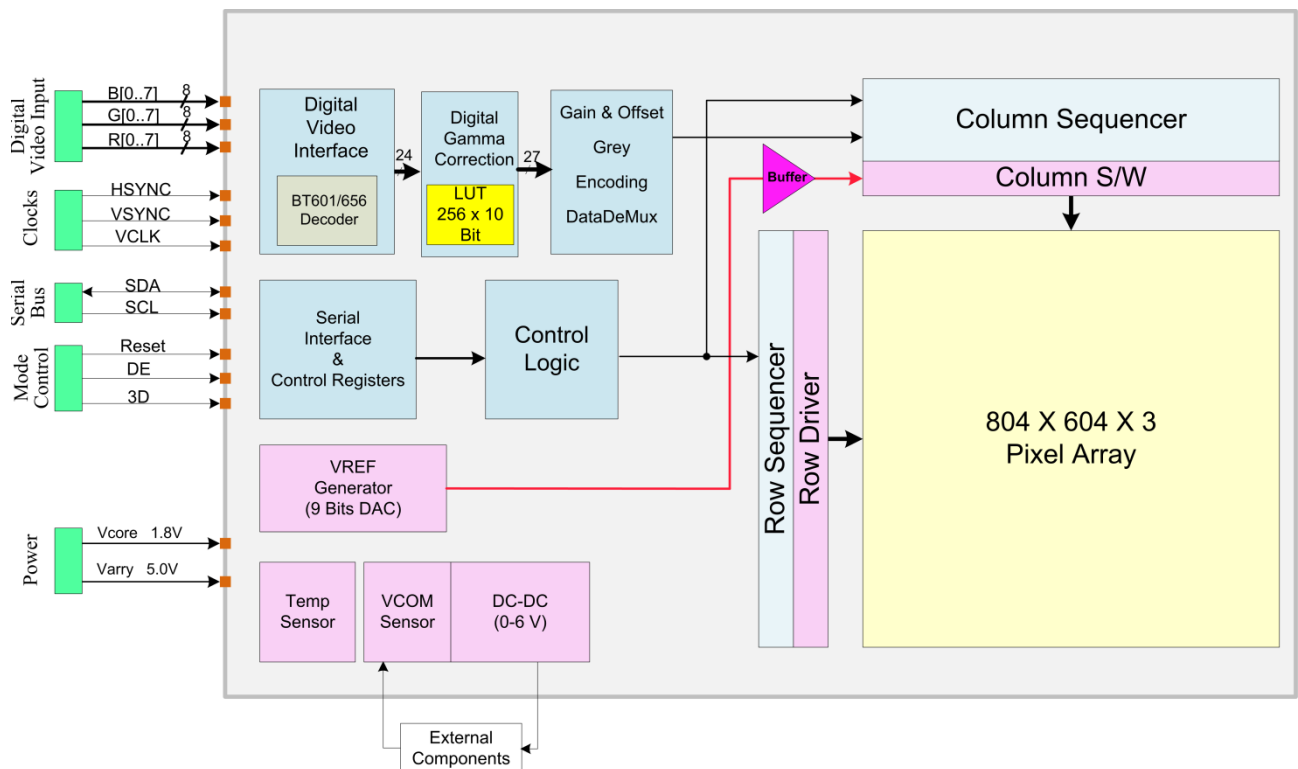 Digital
Video Input
B[0..7]
8
G[0..7]
8
R[0..7]
8
Clocks
HSYNC
VSYNC
VCLK
Serial
Bus
SDA
SCL
Mode
Control
Reset
DE
3D
Power
Vcore 1.8V
Varry 5.0V
Digital
Video
Interface
BT601/656
Decoder
24
Digital
Gamma
Correction
LUT
256 x 10
Bit
27
Gain & Offset
Grey
Encoding
DataDeMux
Buffer
Column Sequencer
Column S/W
Serial
Interface
&
Control Registers
Control
Logic
Row Sequencer
Row Driver
804 X 604 X 3
Pixel Array
VREF
Generator
(9 Bits DAC)
Temp
Sensor
VCOM
Sensor
DC-DC
(0-6 V)
External
Components